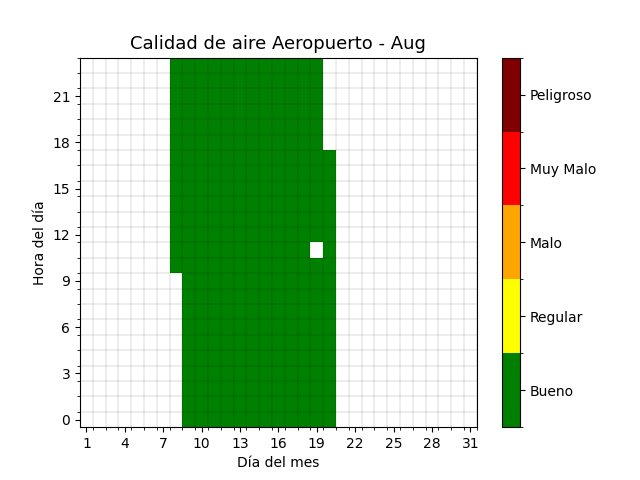 Calidad de aire Aeropuerto - Aug
Hora del día
21
18
15
12
9
6
3
0
1 4 7 10 13 16 19 22 25 28 31
Día del mes
Peligroso
Muy Malo
Malo
Regular
Bueno